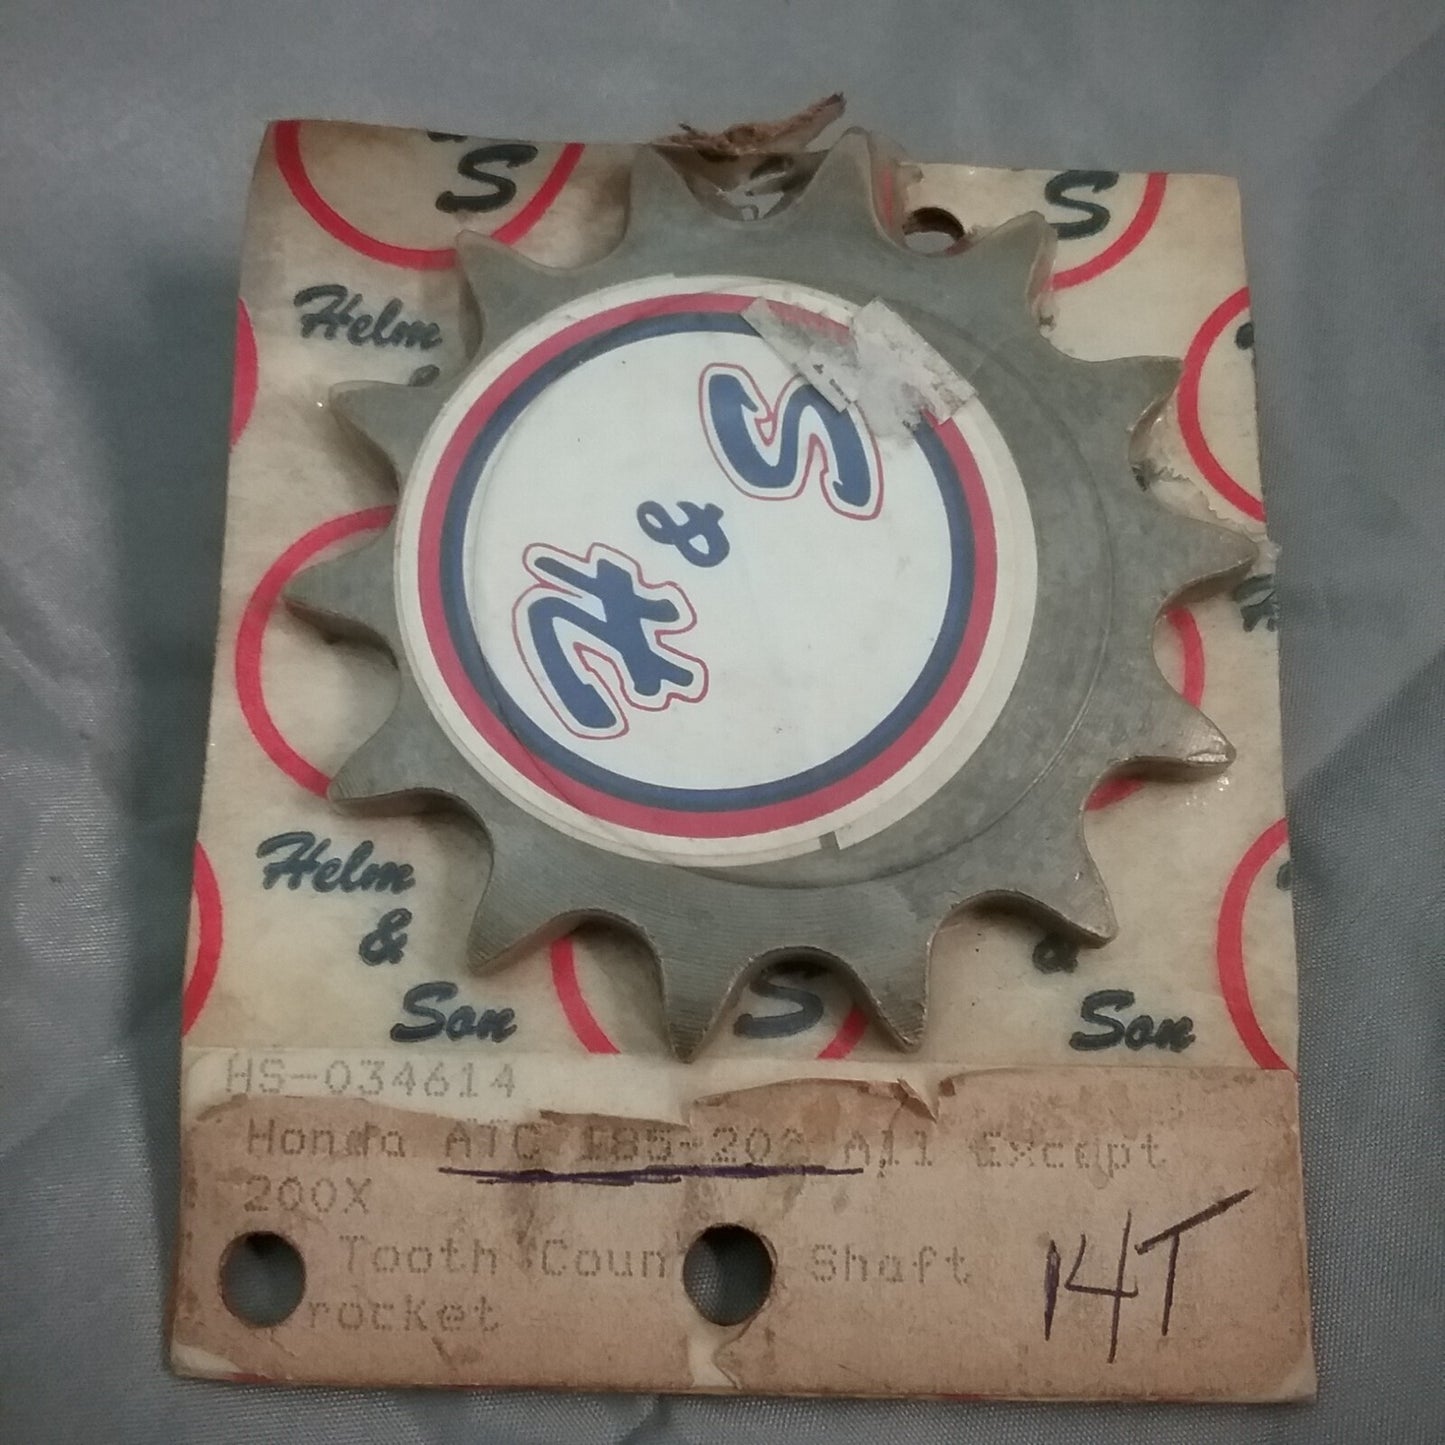 S
S
Helm
&
S
&
H
Helm
&
Son
S
&
Son
HS-034614
Honda ATC 185-200 All Except
200X
Tooth Coun Shaft
rocket
14T